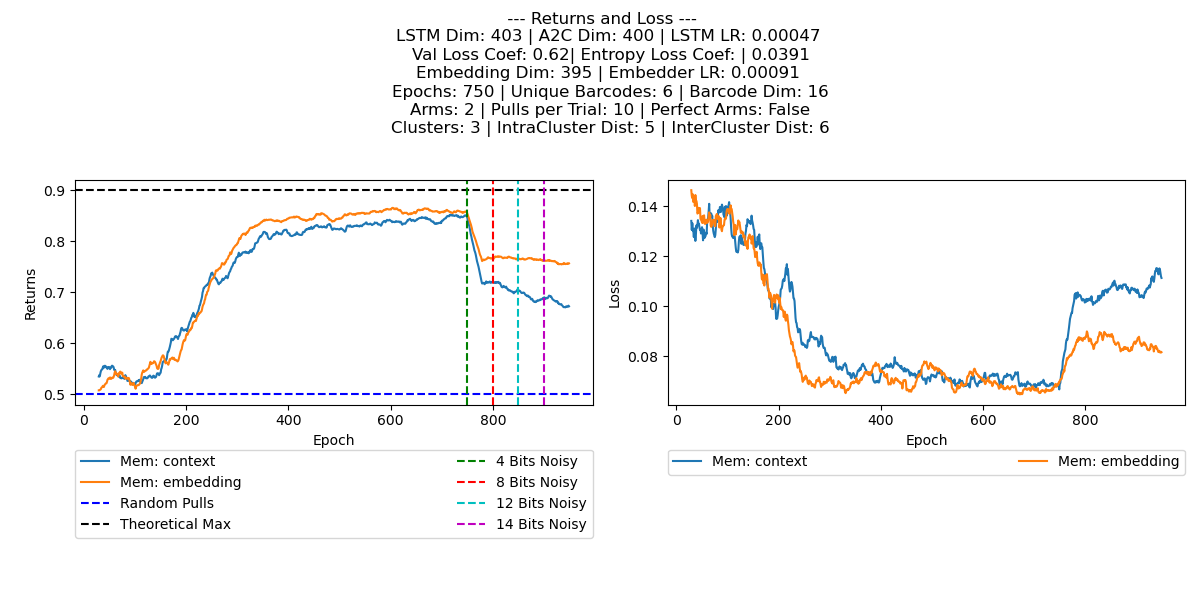 --- Returns and Loss ---
LSTM Dim: 403 | A2C Dim: 400 | LSTM LR: 0.00047
Val Loss Coef: 0.62| Entropy Loss Coef: | 0.0391
Embedding Dim: 395 | Embedder LR: 0.00091
Epochs: 750 | Unique Barcodes: 6 | Barcode Dim: 16
Arms: 2 | Pulls per Trial: 10 | Perfect Arms: False
Clusters: 3 | IntraCluster Dist: 5 | InterCluster Dist: 6
Returns
0.9
0.8
0.7
0.6
0.5
0 200 400 600 800
Epoch
Mem: context
Mem: embedding
Random Pulls
Theoretical Max
4 Bits Noisy
8 Bits Noisy
12 Bits Noisy
14 Bits Noisy
Loss
0.14
0.12
0.10
0.08
0 200 400 600 800
Epoch
Mem: context
Mem: embedding